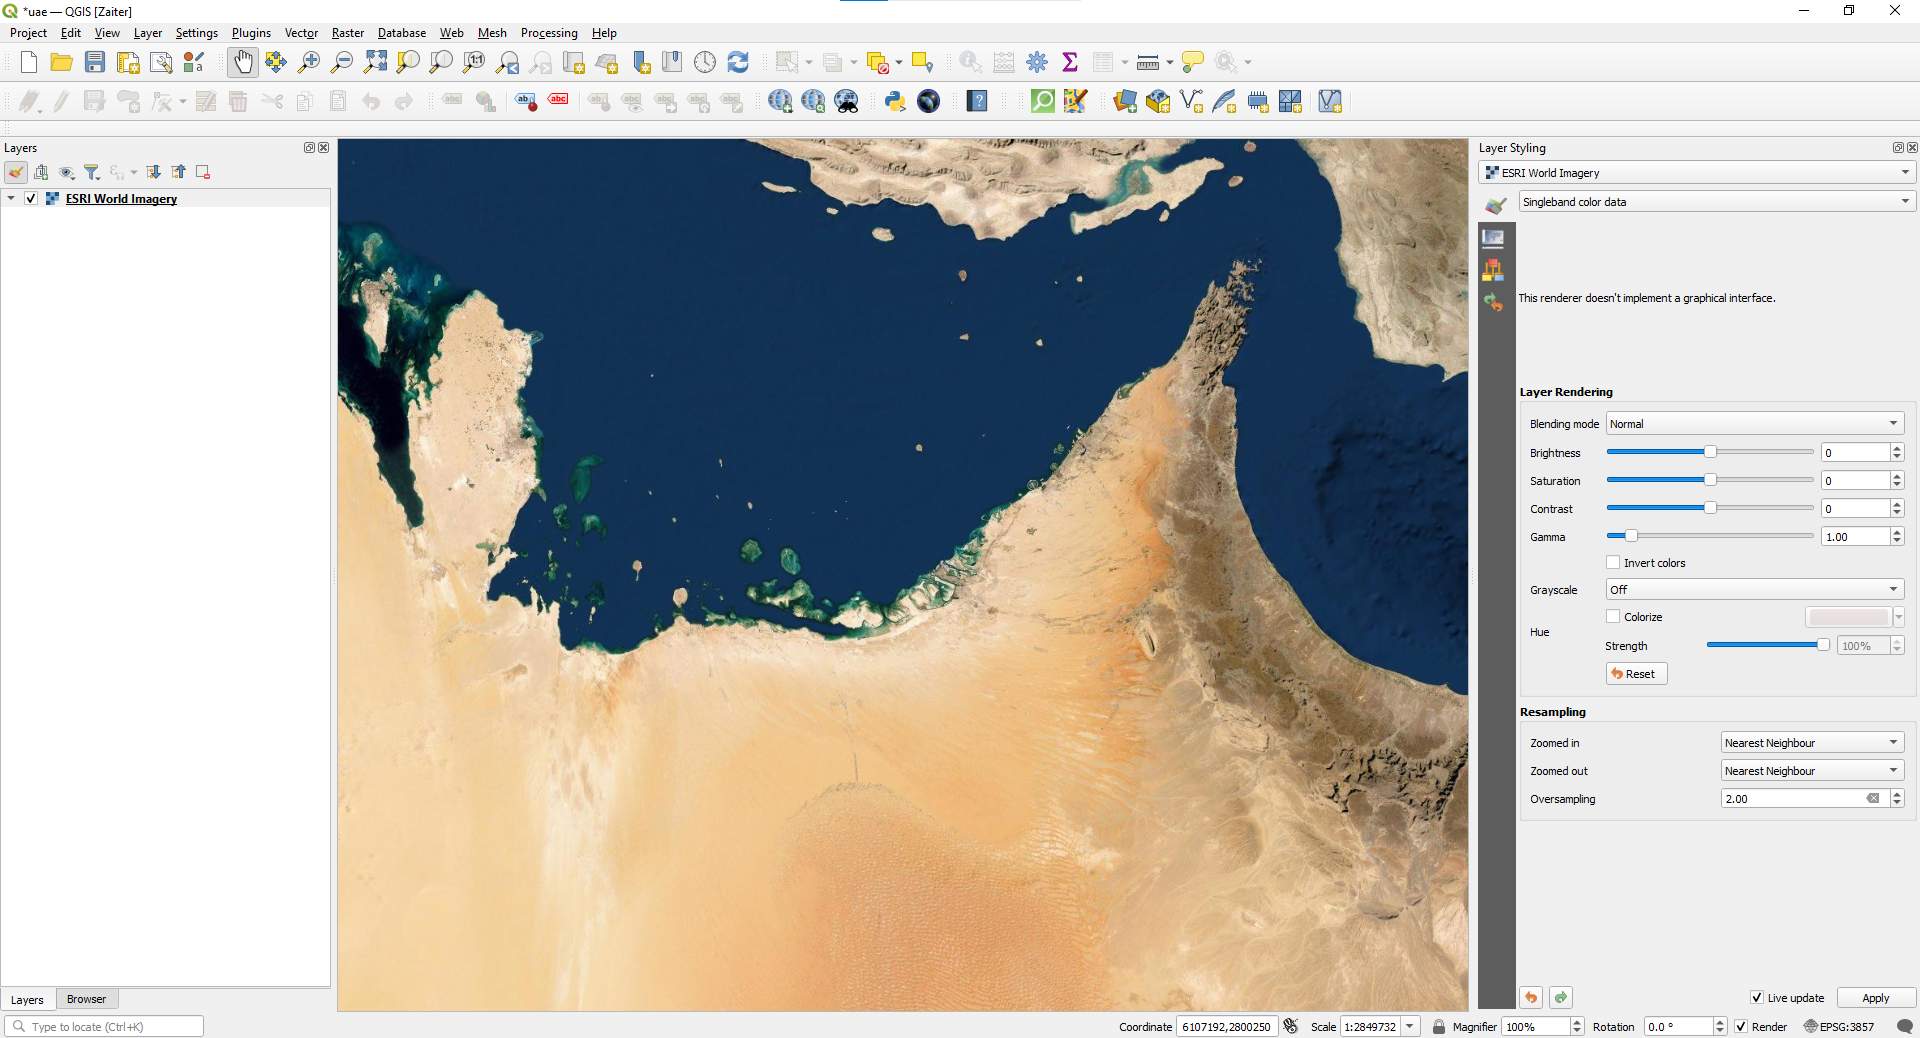 *uae — QGIS [Zaiter]
Project Edit View Layer Settings Plugins Vector Raster Database Web Mesh Processing Help
Layers
ESRI World Imagery
Layers Browser
Type to locate (Ctrl+K)
Layer Styling
ESRI World Imagery
Singleband color data
This renderer doesn't implement a graphical interface.
Layer Rendering
Blending mode Normal
Brightness 0
Saturation 0
Contrast 0
Gamma 1.00
Invert colors
Grayscale Off
Colorize
Hue
Strength 100%
Reset
Resampling
Zoomed in Nearest Neighbour
Zoomed out Nearest Neighbour
Oversampling 2.00
Live update Apply
Coordinate 6107192,2800250 Scale 1:2849732 Magnifier 100% Rotation 0.0 ° Render EPSG:3857